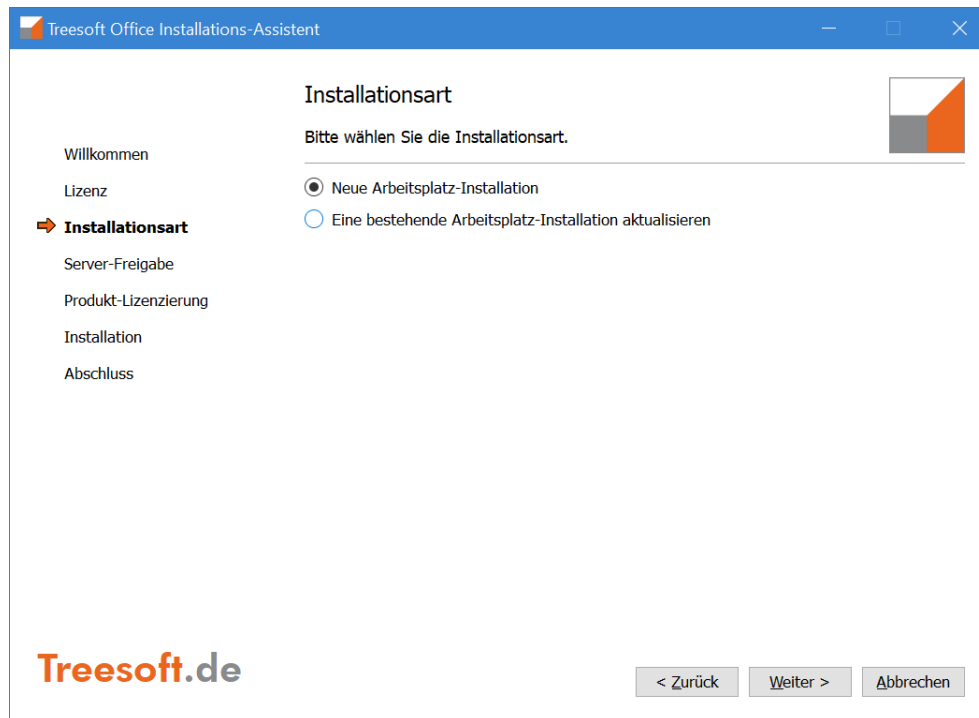 Treesoft Office Installations-Assistent
Installationsart
Bitte wählen Sie die Installationsart.
Willkommen
Lizenz
Installationsart
Server-Freigabe
Produkt-Lizenzierung
Installation
Abschluss
Neue Arbeitsplatz-Installation
Eine bestehende Arbeitsplatz-Installation aktualisieren
Treesoft.de
< Zurück
Weiter >
Abbrechen